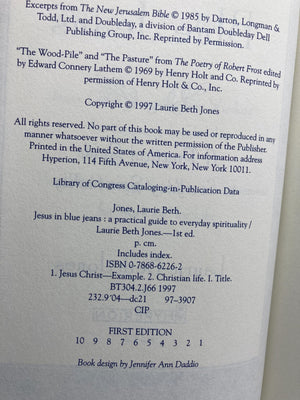 Excerpts from The New Jerusalem Bible © 1985 by Darton, Longman &
Todd, Ltd. and Doubleday, a division of Bantam Doubleday Dell
Publishing Group, Inc. Reprinted by Permission.
“The Wood-Pile” and “The Pasture” from The Poetry of Robert Frost edited
by Edward Connery Lathem © 1969 by Henry Holt and Co. Reprinted by
permission of Henry Holt & Co., Inc.
Copyright © 1997 Laurie Beth Jones
All rights reserved. No part of this book may be used or reproduced in any
manner whatsoever without the written permission of the Publisher.
Printed in the United States of America. For information address
Hyperion, 114 Fifth Avenue, New York, New York 10011.
Library of Congress Cataloging-in-Publication Data
Jones, Laurie Beth.
Jesus in blue jeans : a practical guide to everyday spirituality /
Laurie Beth Jones.—1st ed.
p. cm.
Includes index.
ISBN 0-7868-6226-2
1. Jesus Christ—Example. 2. Christian life. I. Title.
BT304.2.J66 1997
232.9'04—dc21 97-3907
CIP
FIRST EDITION
10 9 8 7 6 5 4 3 2 1
Book design by Jennifer Ann Daddio